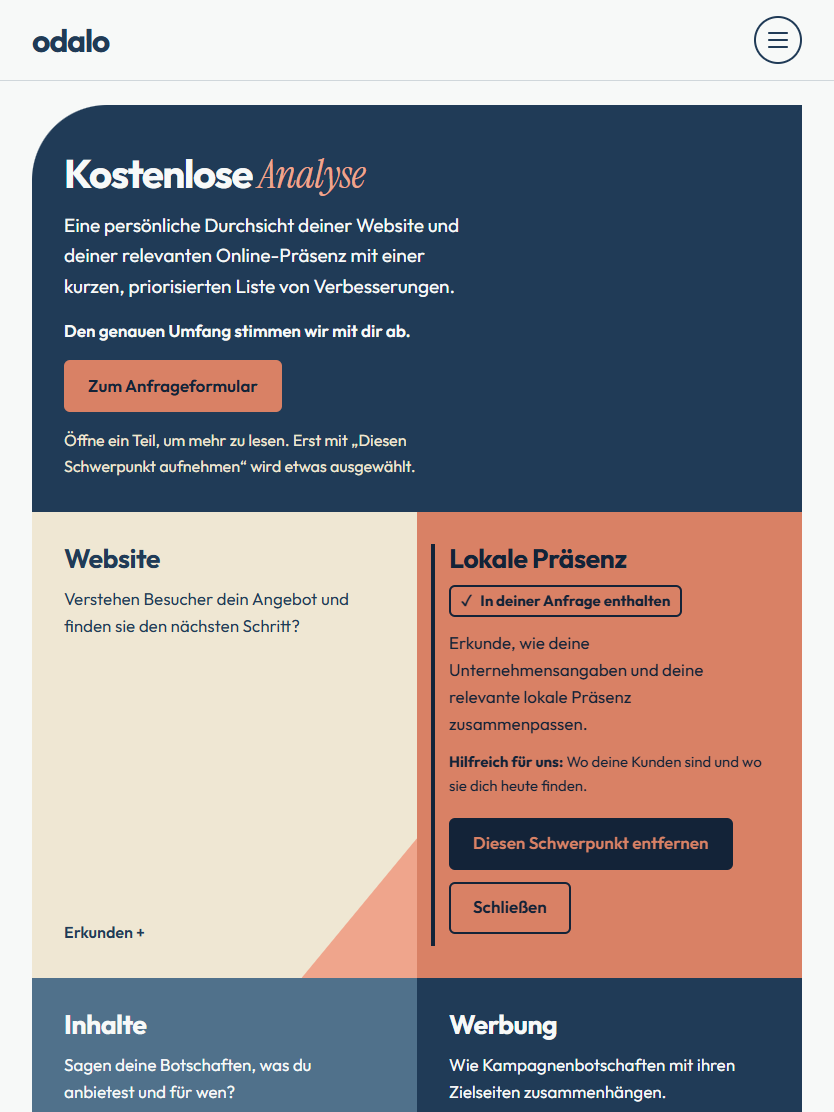 odalo
Kostenlose Analyse
Eine persönliche Durchsicht deiner Website und
deiner relevanten Online-Präsenz mit einer
kurzen, priorisierten Liste von Verbesserungen.
Den genauen Umfang stimmen wir mit dir ab.
Zum Anfrageformular
Öffne ein Teil, um mehr zu lesen. Erst mit „Diesen
Schwerpunkt aufnehmen“ wird etwas ausgewählt.
Website
Verstehen Besucher dein Angebot und
finden sie den nächsten Schritt?
Erkunden +
Lokale Präsenz
✓ In deiner Anfrage enthalten
Erkunde, wie deine
Unternehmensangaben und deine
relevante lokale Präsenz
zusammenpassen.
Hilfreich für uns: Wo deine Kunden sind und wo
sie dich heute finden.
Diesen Schwerpunkt entfernen
Schließen
Inhalte
Sagen deine Botschaften, was du
anbietest und für wen?
Werbung
Wie Kampagnenbotschaften mit ihren
Zielseiten zusammenhängen.